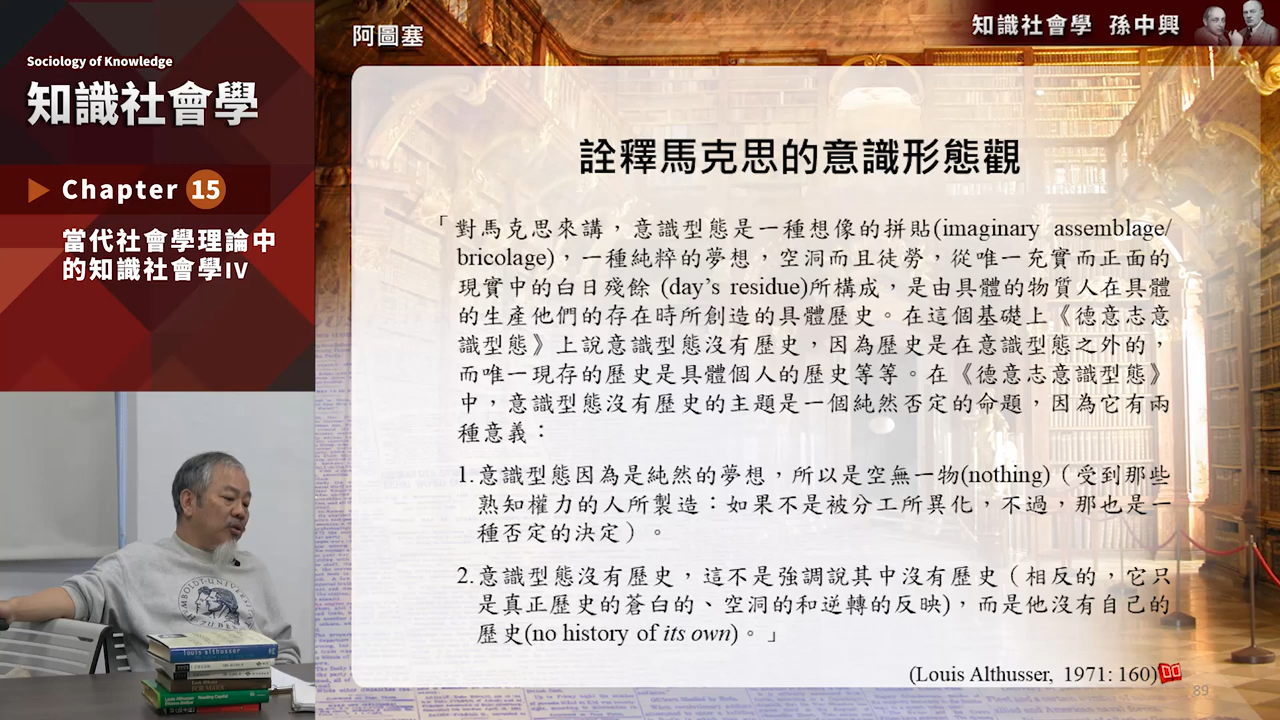 Sociology of Knowledge
知識社會學
Chapter 15
當代社會學理論中
的知識社會學IV
阿圖塞
知識社會學 孫中興
詮釋馬克思的意識形態觀
「對馬克思來講，意識型態是一種想像的拼貼(imaginary assemblage/
bricolage)，一種純粹的夢想，空洞而且徒勞，從唯一充實而正面的
現實中的白日殘餘 (day's residue)所構成，是由具體的物質人在具體
的生產他們的存在時所創造的具體歷史。在這個基礎上《德意志意
識型態》上說意識型態沒有歷史，因為歷史是在意識型態之外的，
而唯一現存的歷史是具體個人的歷史等等。在《德意志意識型態》
中，意識型態沒有歷史的主題是一個純然否定的命題，因為它有兩
種意義：
1.意識型態因為是純然的夢想，所以是空無一物(nothing)（受到那些
熟知權力的人所製造：如果不是被分工所異化，不過，那也是一
種否定的決定）。
2.意識型態沒有歷史，這不是強調說其中沒有歷史（相反的，它只
是真正歷史的蒼白的、空洞的和逆轉的反映)，而是他沒有自己的
歷史(no history of its own)。」
(Louis Althusser, 1971: 160)
89
louis althusser
FOR MARX
Reading Capital